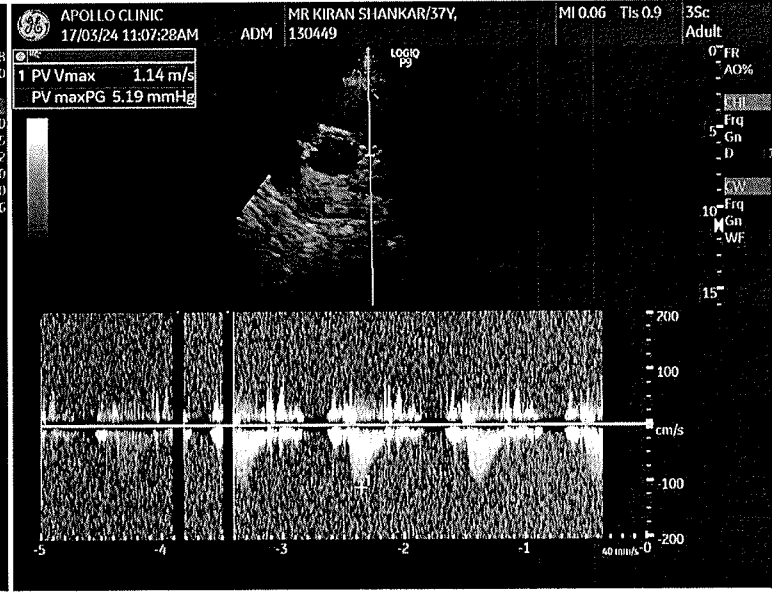 APOLLO CLINIC
17/03/24 11:07:28AM ADM
MR KIRAN SHANKAR/37Y,
130449
MI 0.06 TIs 0.9
3Sc
Adult
1 PV Vmax 1.14 m/s
PV maxPG 5.19 mmHg
LOGIQ
P9
0
5
10
15
FR
AO%
CHI
Frq
Gn
D
CW
Frq
Gn
WF
200
100
cm/s
-100
-200
-5 -4 -3 -2 -1 40 mm/s -0